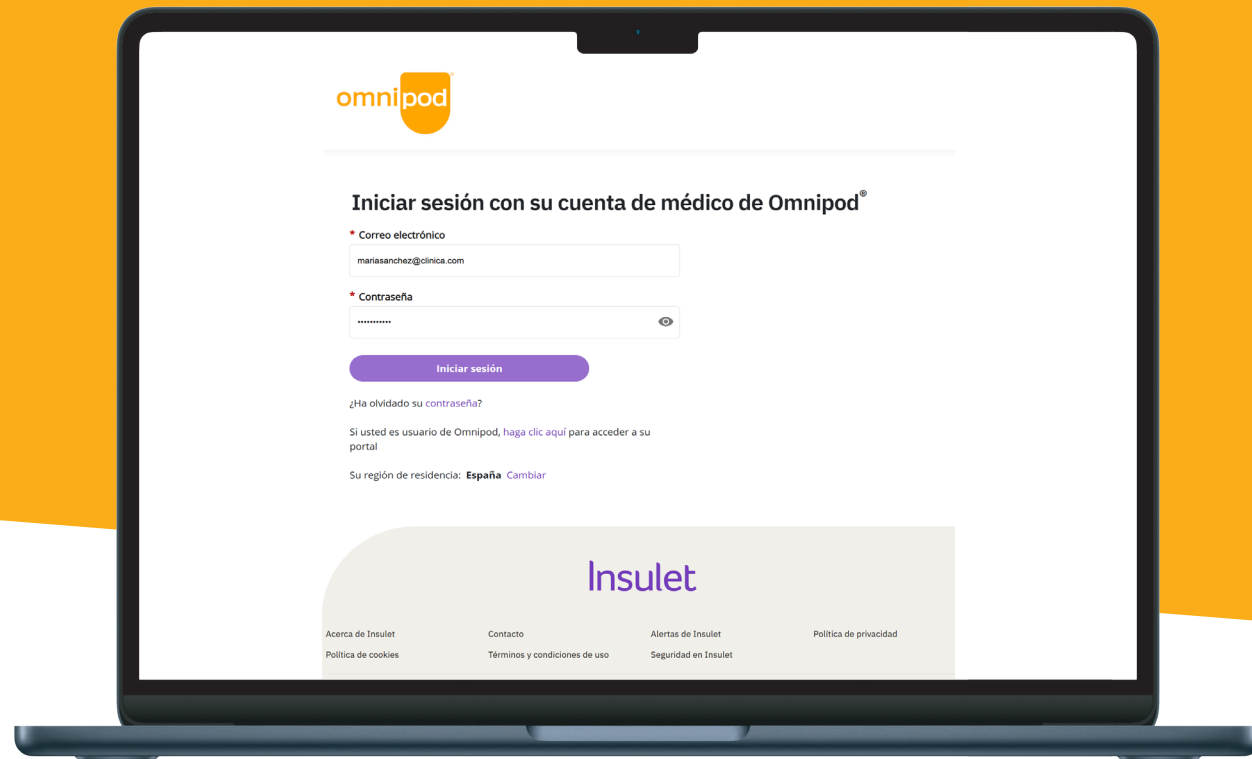 omnipod
Iniciar sesión con su cuenta de médico de Omnipod®
* Correo electrónico
mariasanchez@clinica.com
* Contraseña
•••••••••••
Iniciar sesión
¿Ha olvidado su contraseña?
Si usted es usuario de Omnipod, haga clic aquí para acceder a su
portal
Su región de residencia: España Cambiar
Insulet
Acerca de Insulet Contacto Alertas de Insulet Política de privacidad
Política de cookies Términos y condiciones de uso Seguridad en Insulet